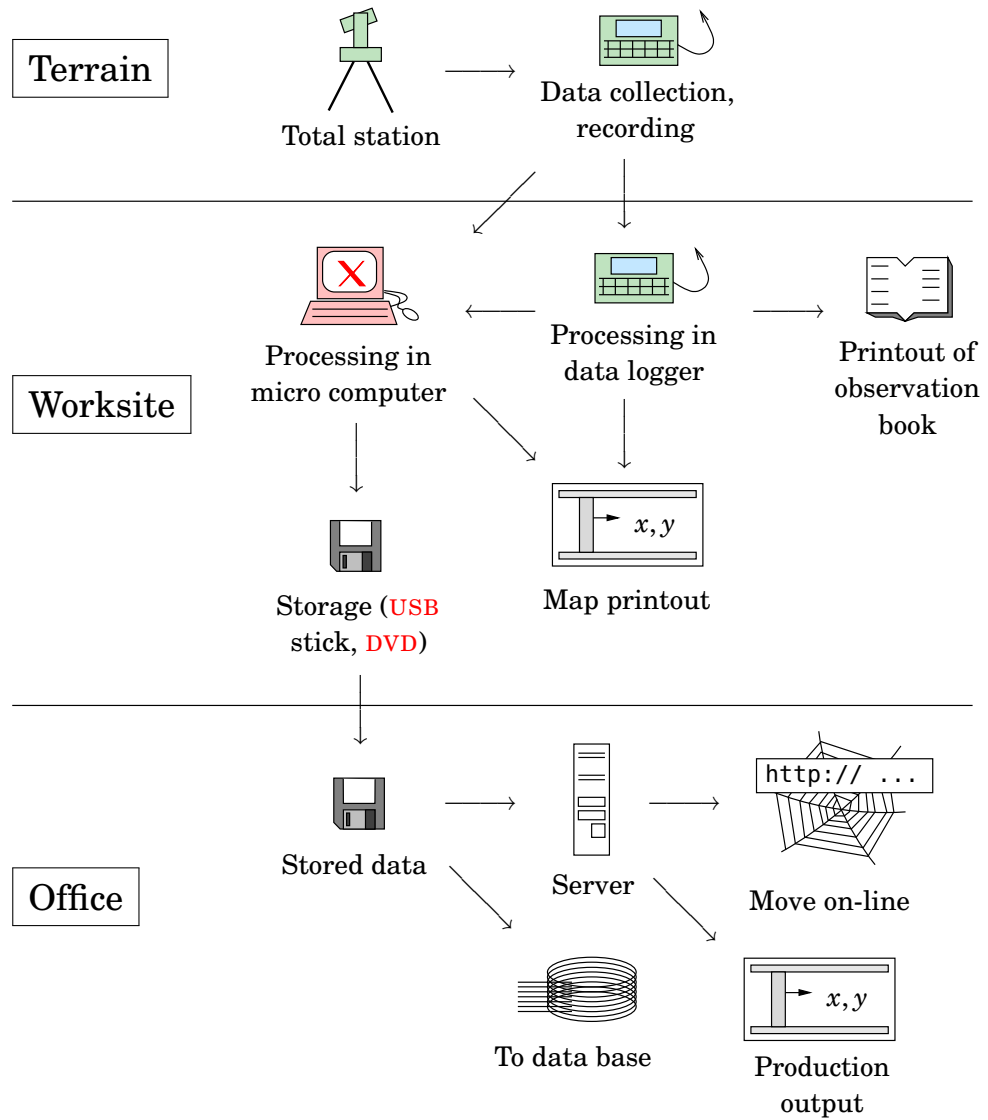 Terrain
Total station
Data collection,
recording
Worksite
X
Processing in
micro computer
Processing in
data logger
Printout of
observation
book
Storage (USB
stick, DVD)
x, y
Map printout
Office
Stored data
Server
http:// ...
Move on-line
To data base
x, y
Production
output